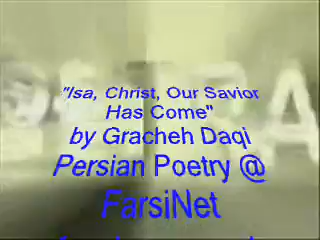 "Isa, Christ, Our Savior
Has Come"
by Gracheh Daqi
Persian Poetry @
FarsiNet